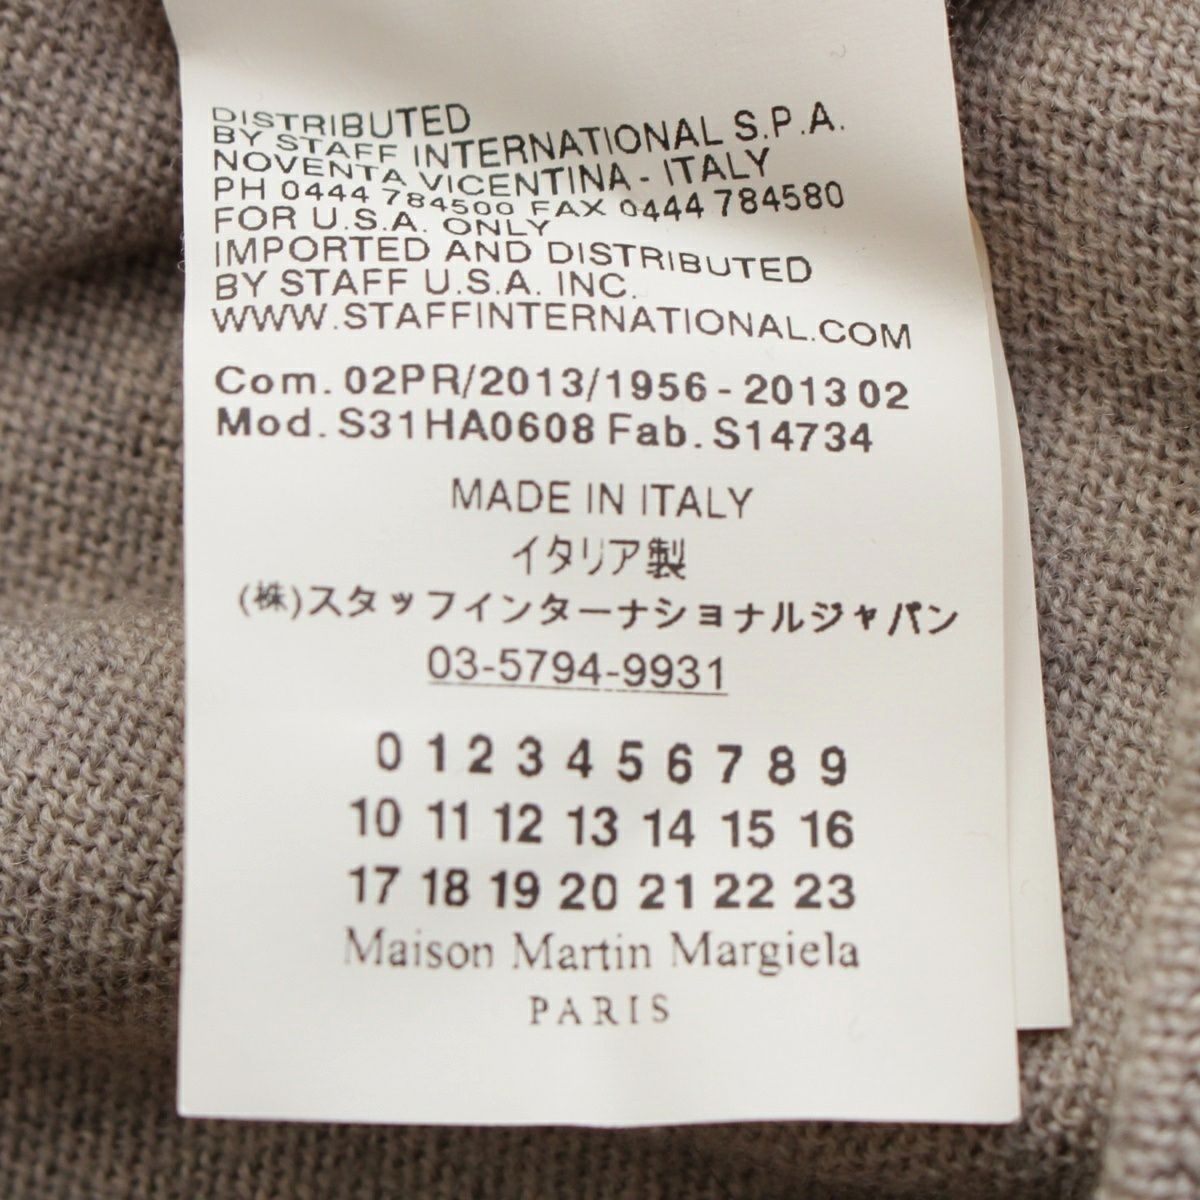 DISTRIBUTED
BY STAFF INTERNATIONAL S.P.A.
NOVENTA VICENTINA - ITALY
PH 0444 784500 FAX 0444 784580
FOR U.S.A. ONLY
IMPORTED AND DISTRIBUTED
BY STAFF U.S.A. INC.
WWW.STAFFINTERNATIONAL.COM
Com. 02PR/2013/1956 - 2013 02
Mod. S31HA0608 Fab. S14734
MADE IN ITALY
イタリア製
(株)スタッフインターナショナルジャパン
03-5794-9931
0 1 2 3 4 5 6 7 8 9
10 11 12 13 14 15 16
17 18 19 20 21 22 23
Maison Martin Margiela
PARIS